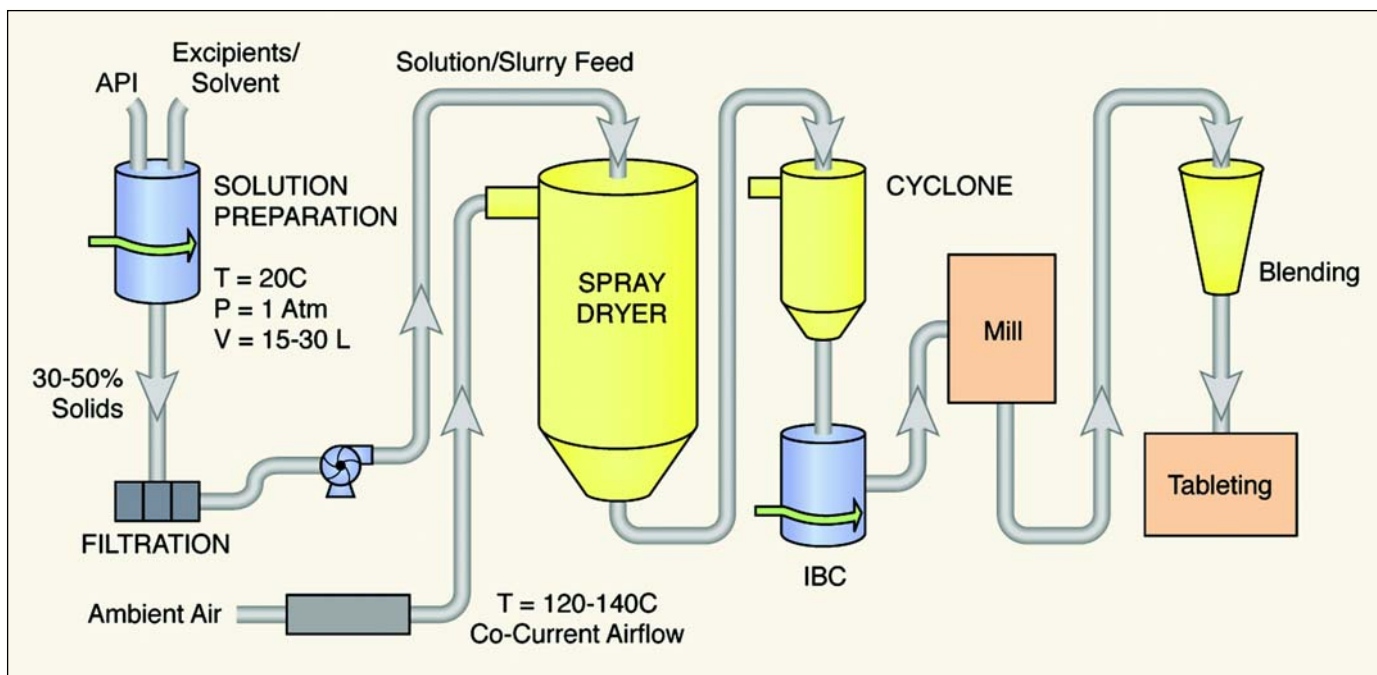 API
Excipients/
Solvent
SOLUTION
PREPARATION
T = 20C
P = 1 Atm
V = 15-30 L
30-50%
Solids
FILTRATION
Ambient Air
T = 120-140C
Co-Current Airflow
Solution/Slurry Feed
SPRAY
DRYER
CYCLONE
IBC
Mill
Blending
Tableting